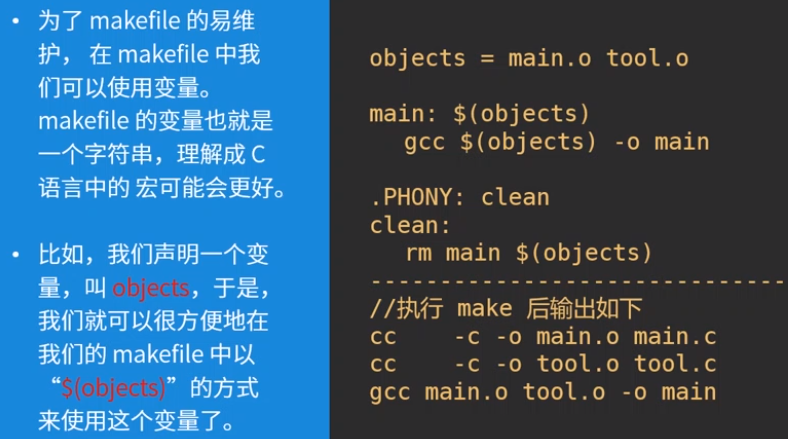 • 为了 makefile 的易维
护， 在 makefile 中我
们可以使用变量。
makefile 的变量也就是
一个字符串，理解成 C
语言中的 宏可能会更好。
• 比如，我们声明一个变
量，叫 objects，于是，
我们就可以很方便地在
我们的 makefile 中以
“$(objects)”的方式
来使用这个变量了。
objects = main.o tool.o
main: $(objects)
gcc $(objects) -o main
.PHONY: clean
clean:
rm main $(objects)
------------------------------
//执行 make 后输出如下
cc    -c -o main.o main.c
cc    -c -o tool.o tool.c
gcc main.o tool.o -o main